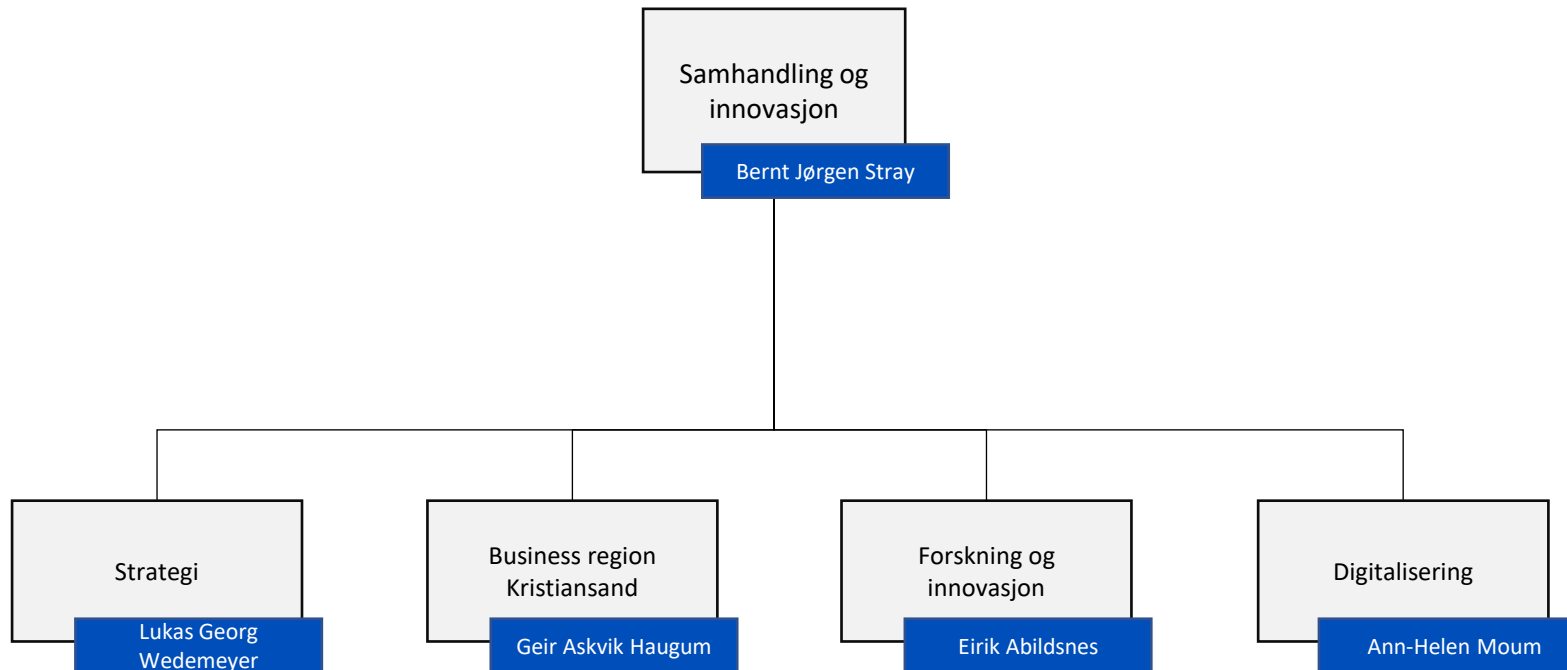 Samhandling og
innovasjon
Bernt Jørgen Stray
Strategi
Lukas Georg
Wedemeyer
Business region
Kristiansand
Geir Askvik Haugum
Forskning og
innovasjon
Eirik Abildsnes
Digitalisering
Ann-Helen Moum